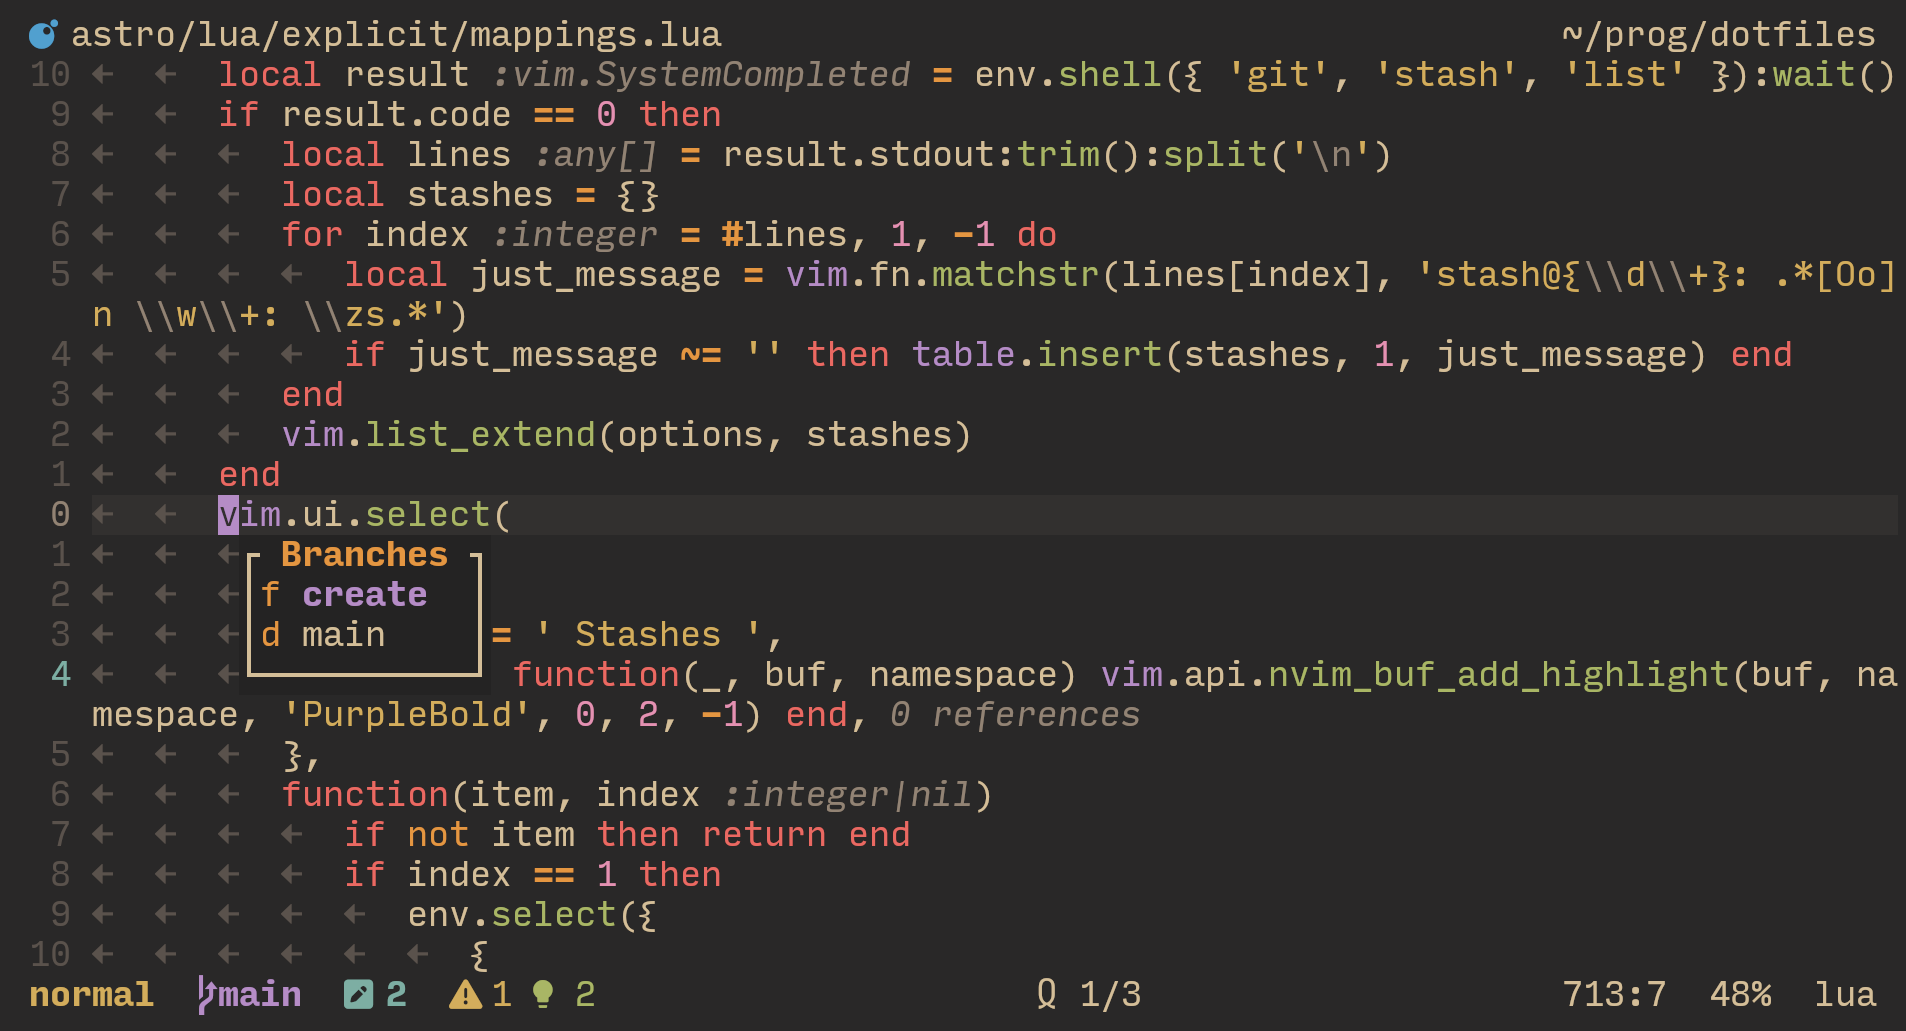 astro/lua/explicit/mappings.lua ~/prog/dotfiles
10 local result :vim.SystemCompleted = env.shell({ 'git', 'stash', 'list' }):wait()
9 if result.code == 0 then
8 local lines :any[] = result.stdout:trim():split('\n')
7 local stashes = {}
6 for index :integer = #lines, 1, -1 do
5 local just_message = vim.fn.matchstr(lines[index], 'stash@{\\d\\+}: .*[Oo]
n \\w\\+: \\zs.*')
4 if just_message ~= '' then table.insert(stashes, 1, just_message) end
3 end
2 vim.list_extend(options, stashes)
1 end
0 vim.ui.select(
1 Branches
2 f create
3 d main = ' Stashes ',
4 function(_, buf, namespace) vim.api.nvim_buf_add_highlight(buf, na
mespace, 'PurpleBold', 0, 2, -1) end, 0 references
5 },
6 function(item, index :integer|nil)
7 if not item then return end
8 if index == 1 then
9 env.select({
10 {
normal main 2 1 2 1/3 713:7 48% lua